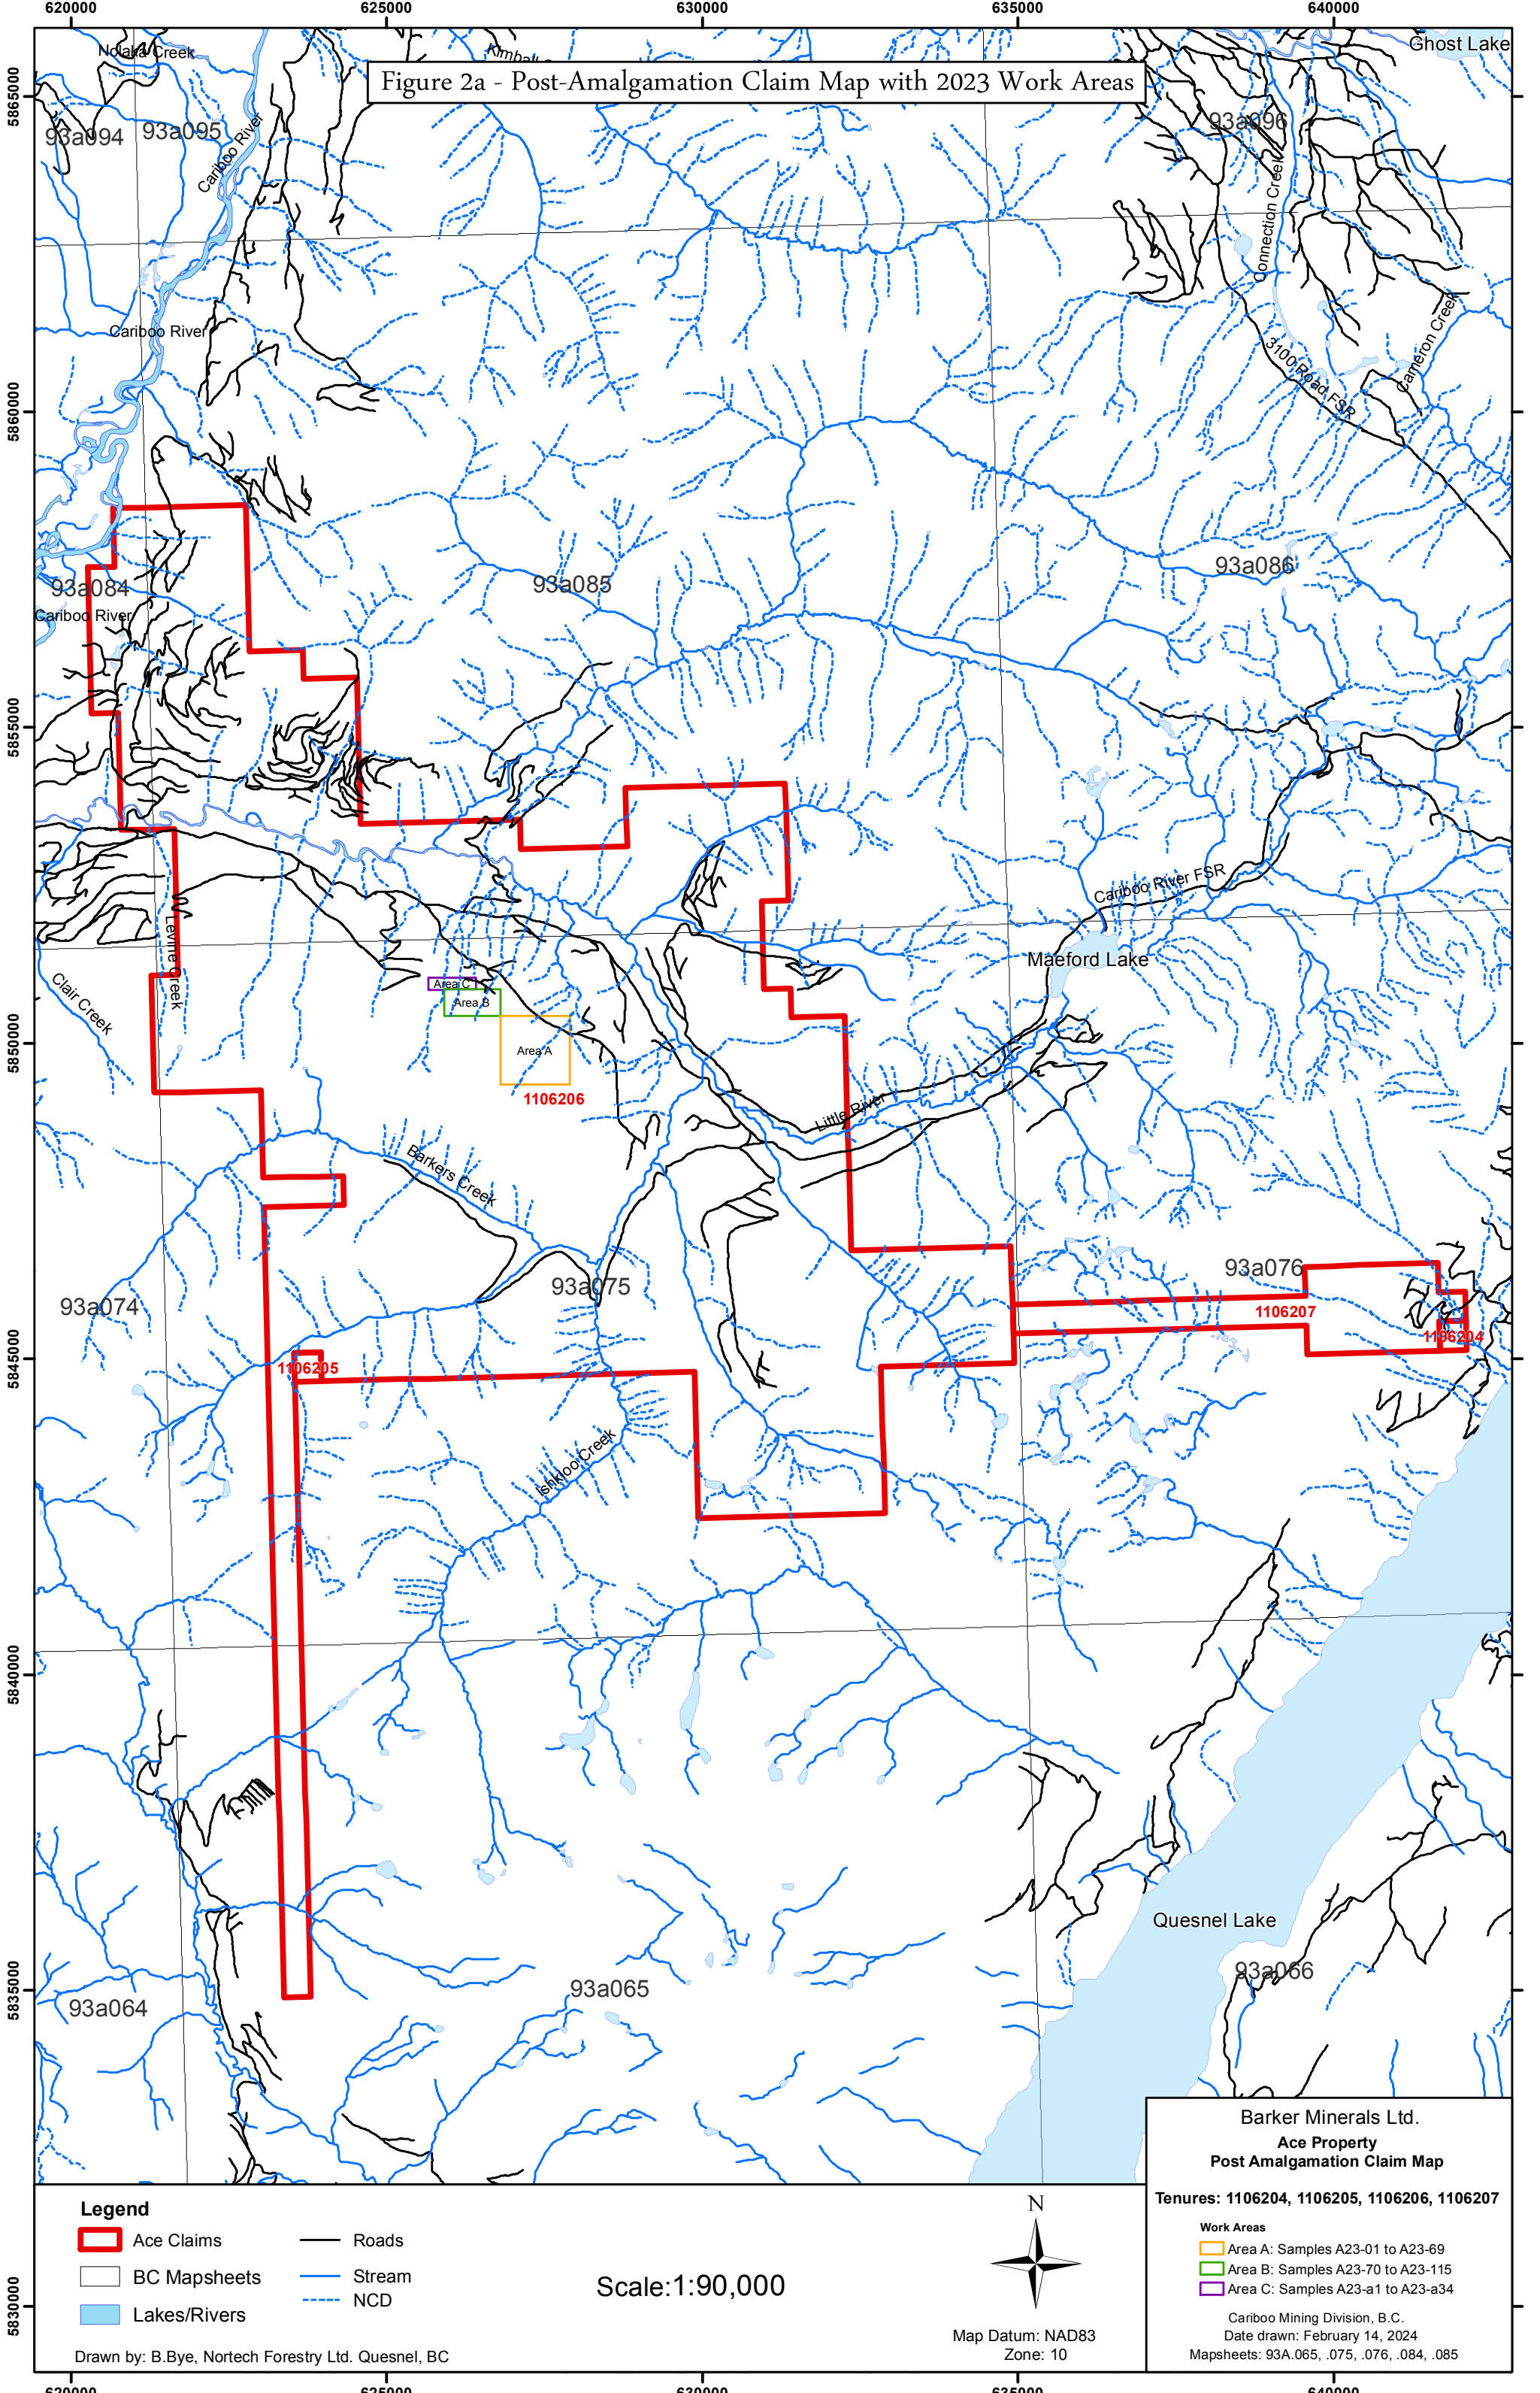 620000
625000
630000
635000
640000
Nolaka Creek
Ghost Lake
Figure 2a - Post-Amalgamation Claim Map with 2023 Work Areas
5865000
93a094
93a095
Cariboo River
93a096
Connection Creek
Cariboo River
3100 Road FSR
Cameron Creek
5860000
93a084
93a085
93a086
Cariboo River
5855000
Cariboo River FSR
Levine Creek
Maeford Lake
Clair Creek
Area C
Area B
Area A
5850000
1106206
Little River
Barkers Creek
93a074
93a075
93a076
1106207
1106204
5845000
1106205
Ishkloo Creek
5840000
Quesnel Lake
93a064
93a065
93a066
5835000
5830000
Legend
Ace Claims
Roads
BC Mapsheets
Stream
NCD
Lakes/Rivers
Scale:1:90,000
N
Map Datum: NAD83
Zone: 10
Drawn by: B.Bye, Nortech Forestry Ltd. Quesnel, BC
Barker Minerals Ltd.
Ace Property
Post Amalgamation Claim Map
Tenures: 1106204, 1106205, 1106206, 1106207
Work Areas
Area A: Samples A23-01 to A23-69
Area B: Samples A23-70 to A23-115
Area C: Samples A23-a1 to A23-a34
Cariboo Mining Division, B.C.
Date drawn: February 14, 2024
Mapsheets: 93A.065, .075, .076, .084, .085
620000
625000
630000
635000
640000